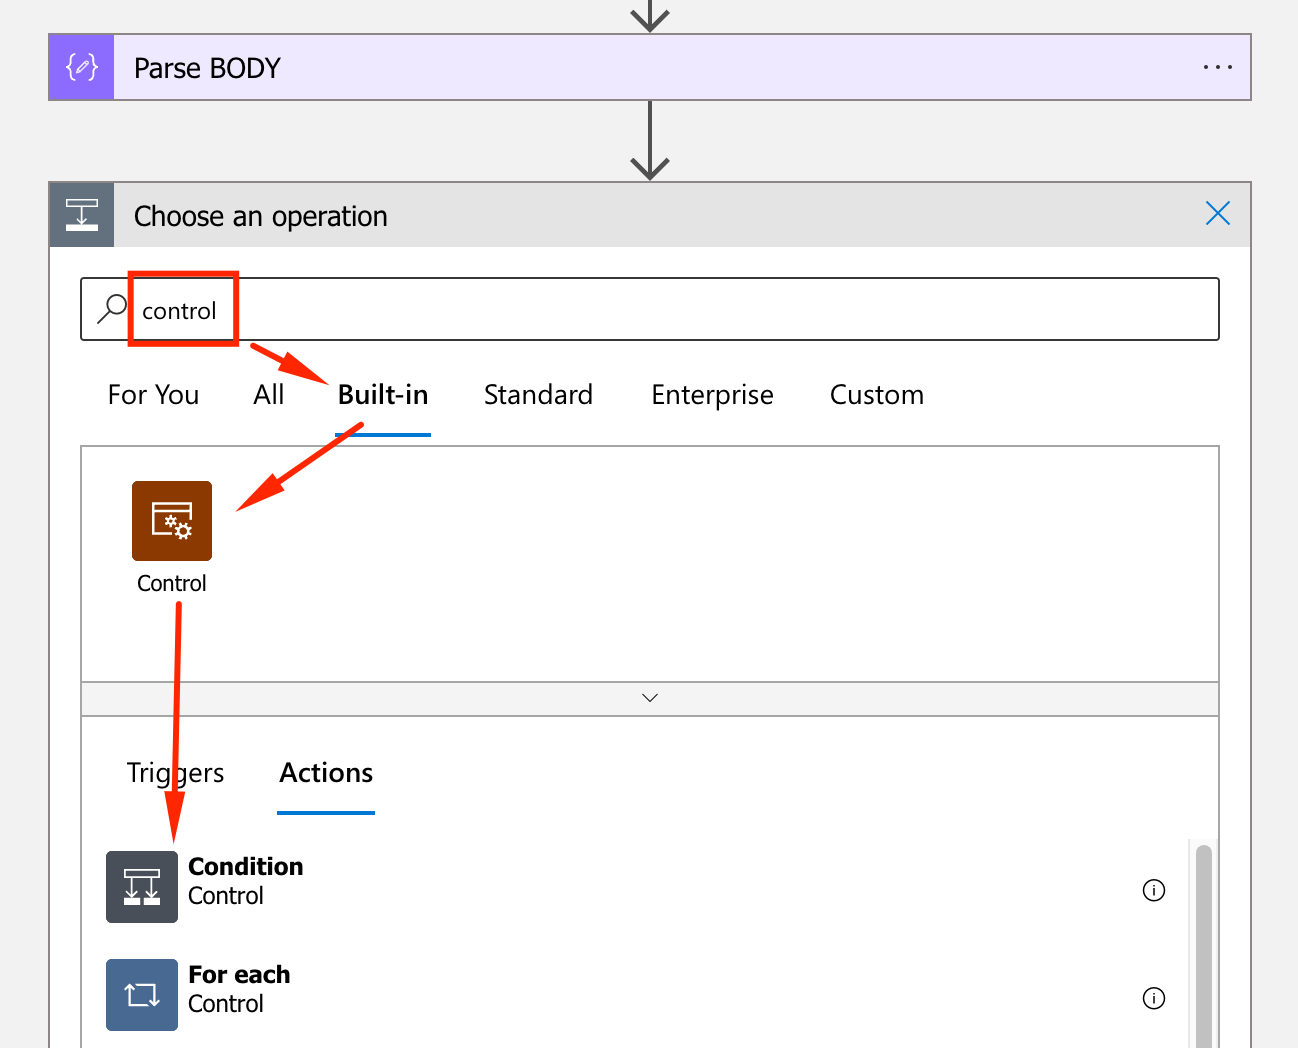 Parse BODY
Choose an operation
control
For You All Built-in Standard Enterprise Custom
Control
Triggers Actions
Condition
Control
For each
Control